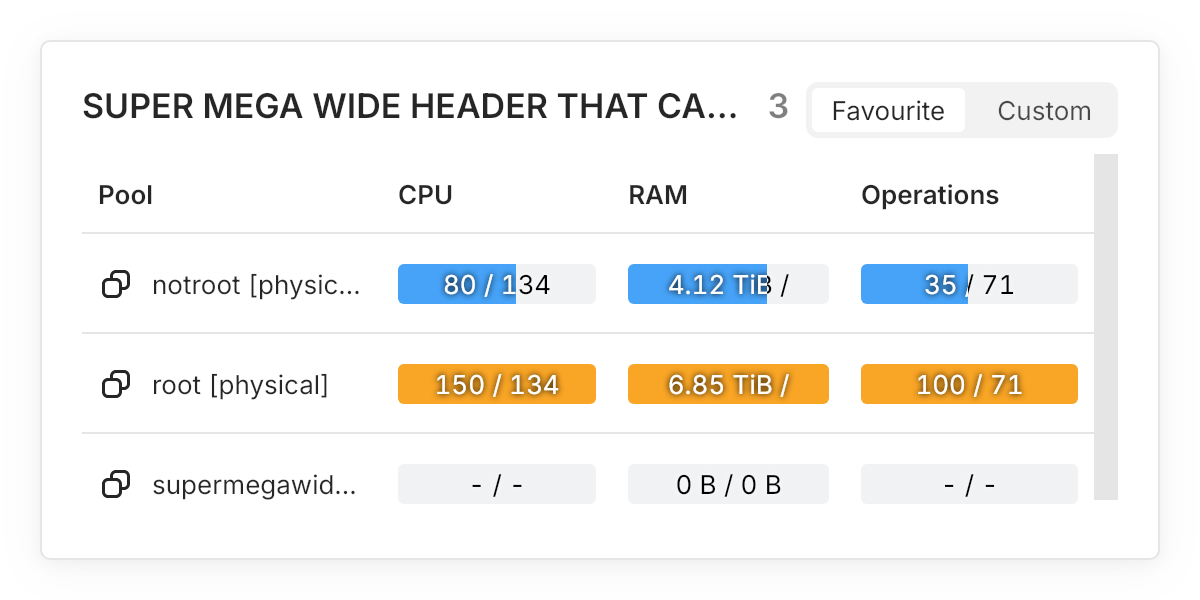 SUPER MEGA WIDE HEADER THAT CA... 3 Favourite Custom
Pool CPU RAM Operations
notroot [physic... 80 / 134 4.12 TiB / 35 / 71
root [physical] 150 / 134 6.85 TiB / 100 / 71
supermegawid... - / - 0 B / 0 B - / -